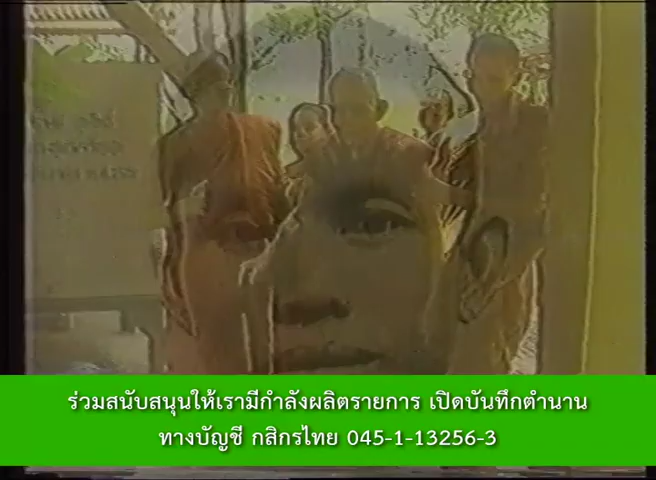 ร่วมสนับสนุนให้เรามีกำลังผลิตรายการ เปิดบันทึกตำนาน
ทางบัญชี กสิกรไทย 045-1-13256-3